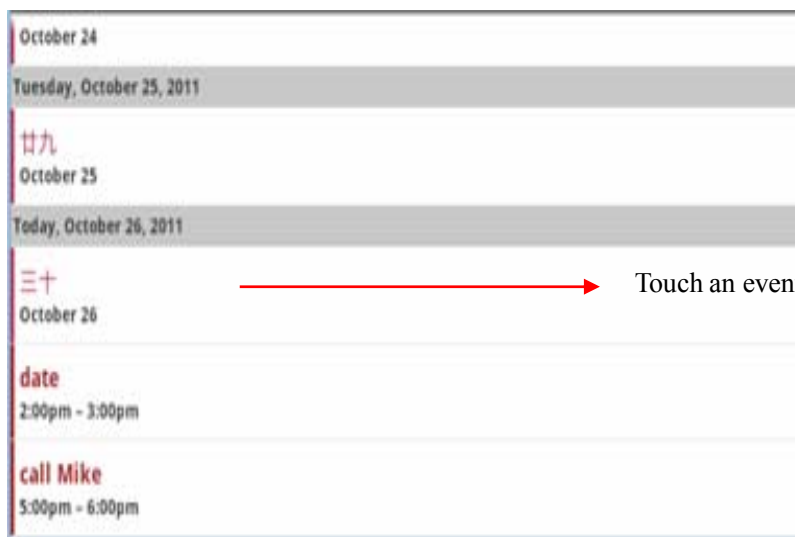 October 24
Tuesday, October 25, 2011
廿九
October 25
Today, October 26, 2011
三十
Touch an even
October 26
date
2:00pm - 3:00pm
call Mike
5:00pm - 6:00pm